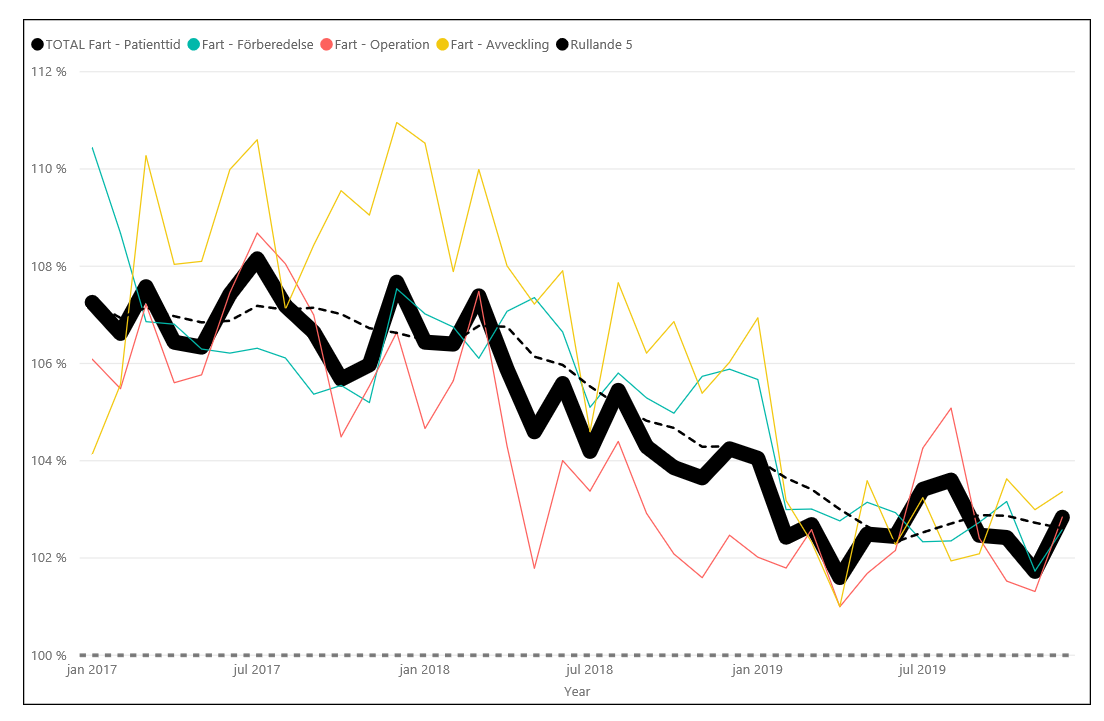 TOTAL Fart - Patienttid Fart - Förberedelse Fart - Operation Fart - Avveckling Rullande 5
112 %
110 %
108 %
106 %
104 %
102 %
100 %
jan 2017 jul 2017 jan 2018 jul 2018 jan 2019 jul 2019
Year